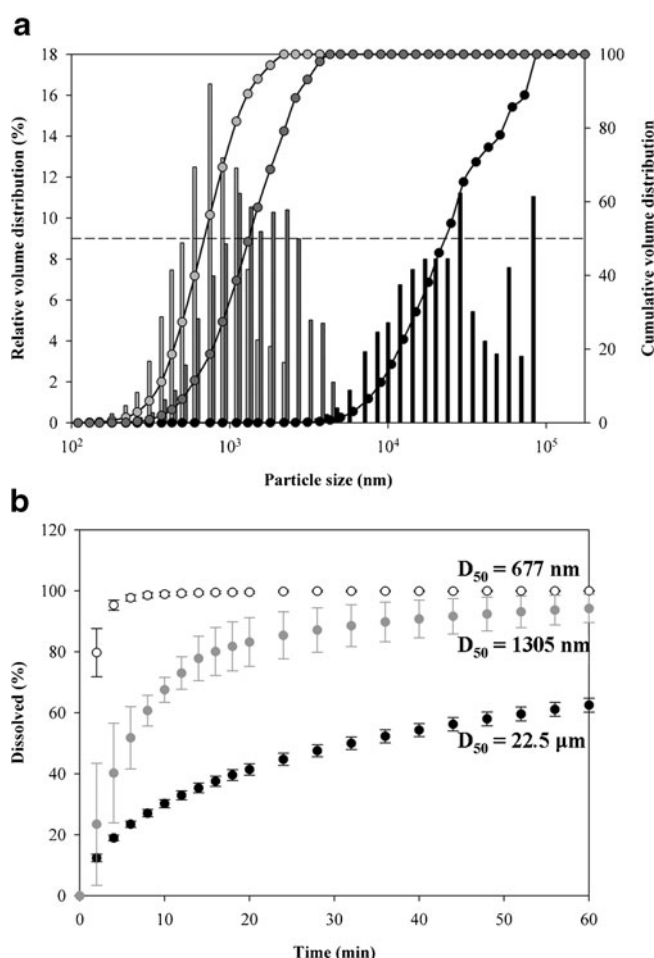 a
18
16
14
12
10
8
6
4
2
0
Relative volume distribution (%)
100
80
60
40
20
0
Cumulative volume distribution (%)
10² 10³ 10⁴ 10⁵
Particle size (nm)
b
120
100
80
60
40
20
0
Dissolved (%)
D₅₀ = 677 nm
D₅₀ = 1305 nm
D₅₀ = 22.5 µm
0 10 20 30 40 50 60
Time (min)